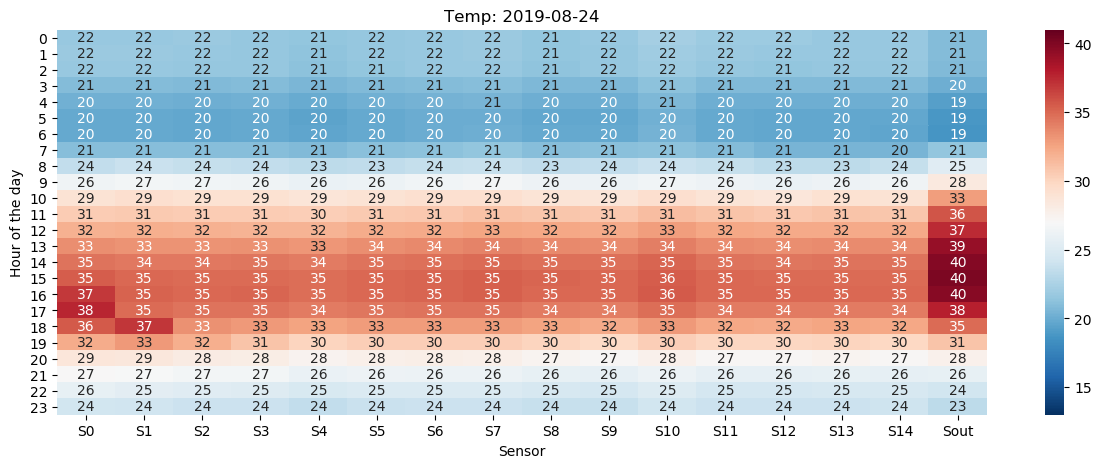 Temp: 2019-08-24
Hour of the day
0 22 22 22 22 21 22 22 22 21 22 22 22 22 22 22 21
1 22 22 22 22 21 22 22 22 21 22 22 22 22 22 22 21
2 22 22 22 22 21 21 22 22 21 22 22 22 21 22 22 21
3 21 21 21 21 21 21 21 21 21 21 21 21 21 21 21 20
4 20 20 20 20 20 20 20 21 20 20 21 20 20 20 20 19
5 20 20 20 20 20 20 20 20 20 20 20 20 20 20 20 19
6 20 20 20 20 20 20 20 20 20 20 20 20 20 20 20 19
7 21 21 21 21 21 21 21 21 21 21 21 21 21 21 20 21
8 24 24 24 24 23 23 24 24 23 24 24 24 23 23 24 25
9 26 27 27 26 26 26 26 27 26 26 27 26 26 26 26 28
10 29 29 29 29 29 29 29 29 29 29 29 29 29 29 29 33
11 31 31 31 31 30 31 31 31 31 31 31 31 31 31 31 36
12 32 32 32 32 32 32 32 33 32 32 33 32 32 32 32 37
13 33 33 33 33 33 34 34 34 34 34 34 34 34 34 34 39
14 35 34 34 35 34 35 35 35 35 35 35 35 34 35 35 40
15 35 35 35 35 35 35 35 35 35 35 36 35 35 35 35 40
16 37 35 35 35 35 35 35 35 35 35 36 35 35 35 35 40
17 38 35 35 35 34 35 35 35 34 34 35 34 34 35 34 38
18 36 37 33 33 33 33 33 33 33 32 33 32 32 33 32 35
19 32 33 32 31 30 30 30 30 30 30 30 30 30 30 30 31
20 29 29 28 28 28 28 28 28 27 27 28 27 27 27 27 28
21 27 27 27 27 26 26 26 26 26 26 26 26 26 26 26 26
22 26 25 25 25 25 25 25 25 25 25 25 25 25 25 25 24
23 24 24 24 24 24 24 24 24 24 24 24 24 24 24 24 23
S0 S1 S2 S3 S4 S5 S6 S7 S8 S9 S10 S11 S12 S13 S14 Sout
Sensor
40
35
30
25
20
15